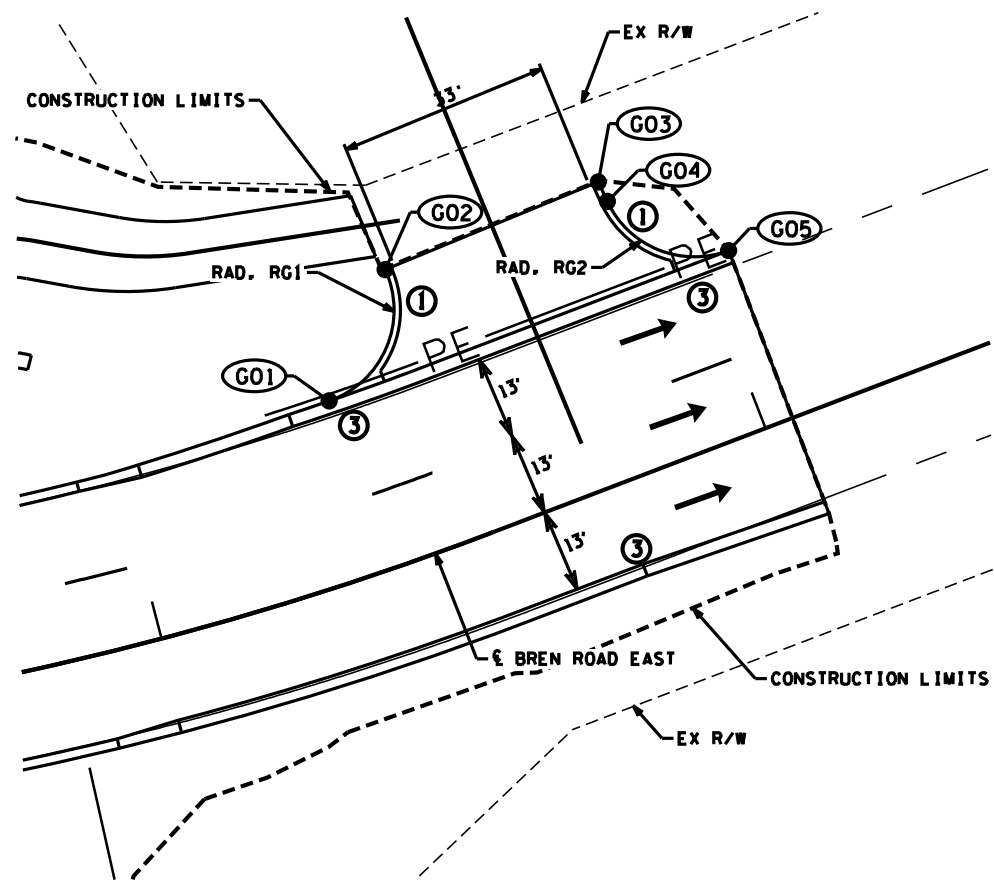 EX R/W
33'
CONSTRUCTION LIMITS
G03
G04
G02
1
G05
RAD. RG1
RAD. RG2
PE
1
3
PE
G01
13'
3
13'
13'
3
℄ BREN ROAD EAST
CONSTRUCTION LIMITS
EX R/W